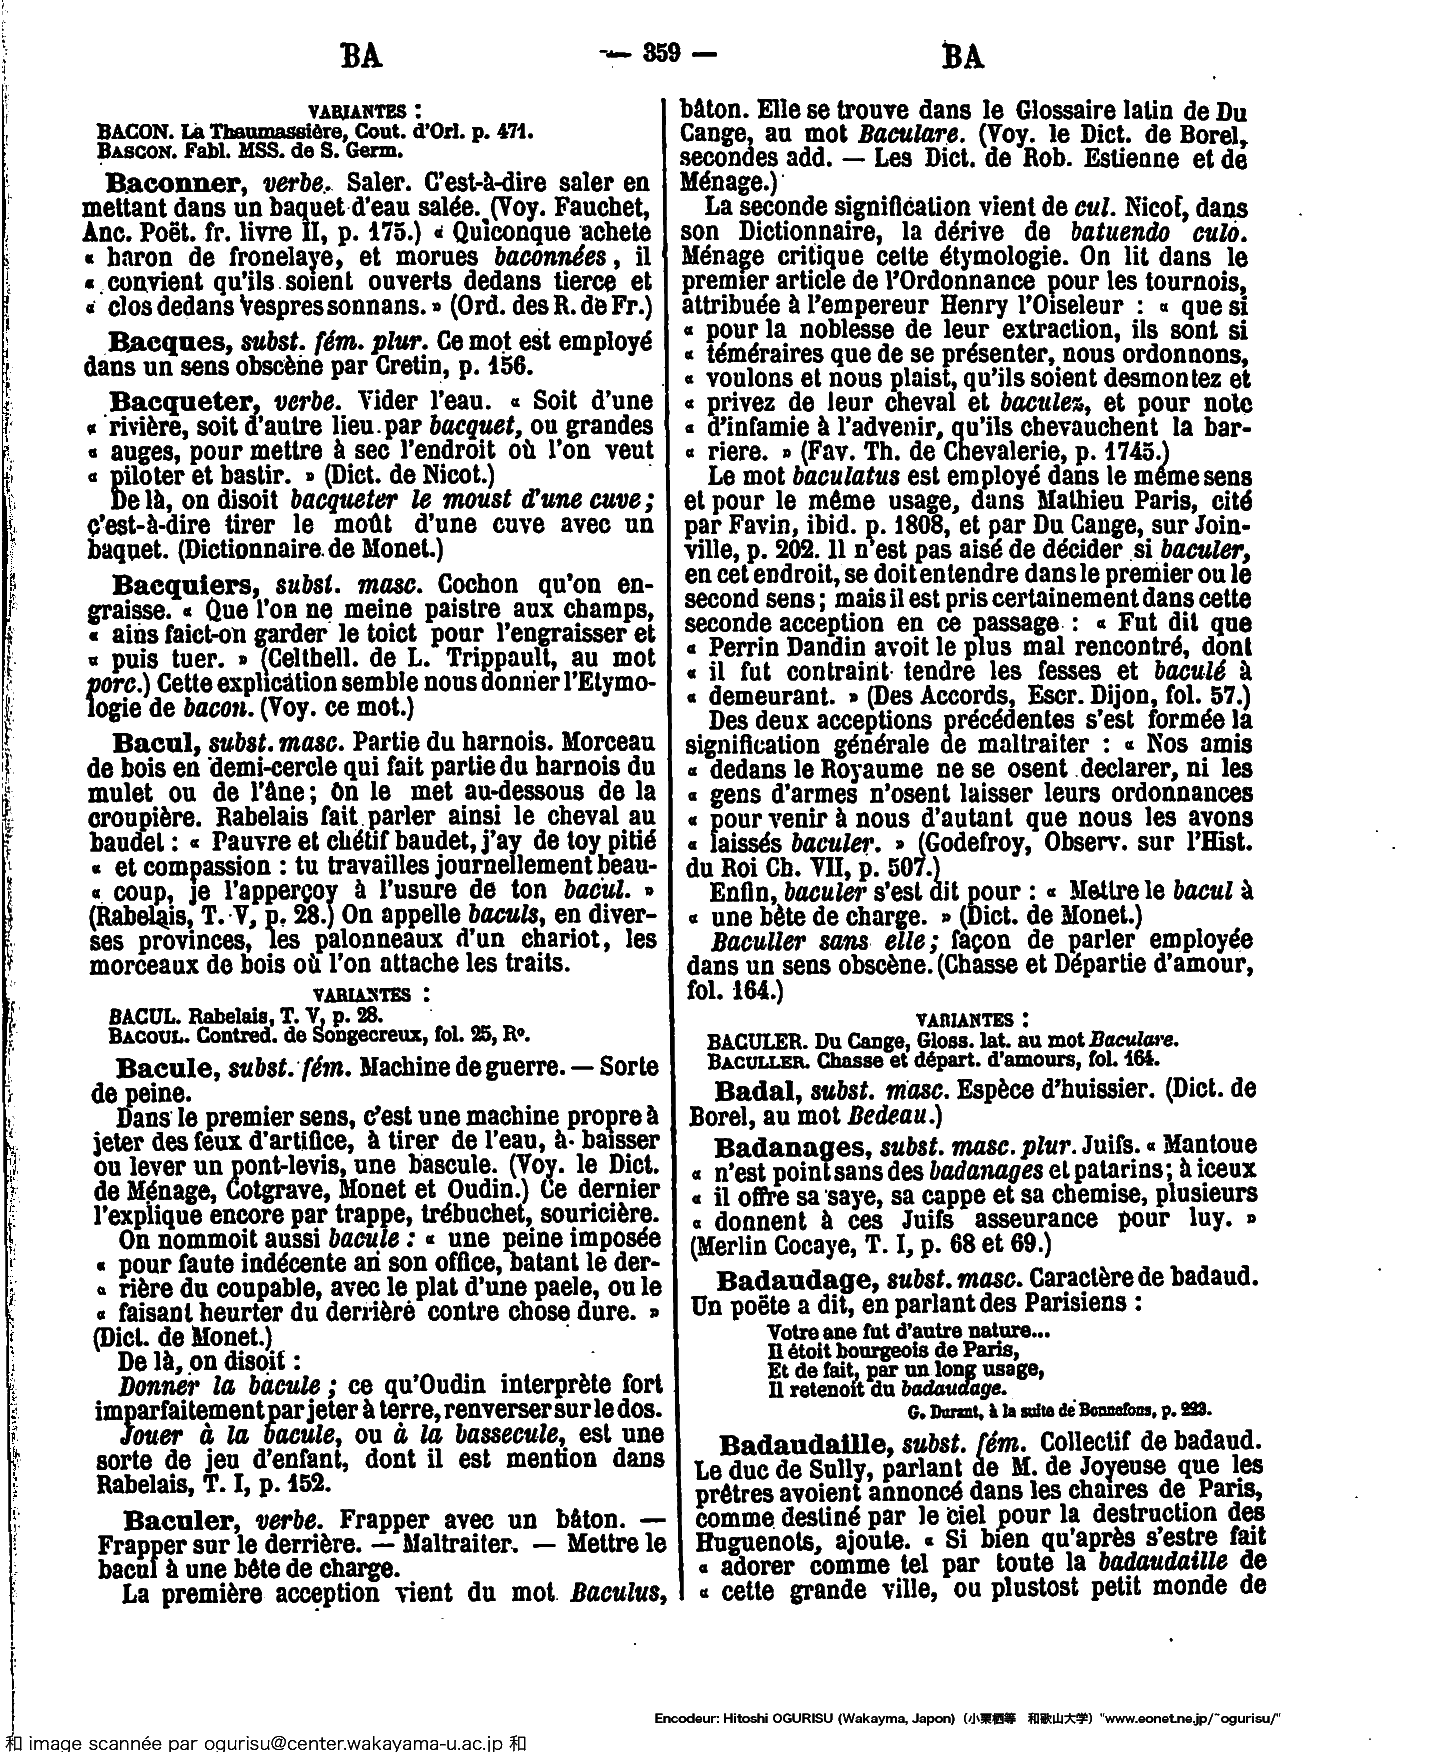 BA — 359 — BA
VARIANTES :
BACON. La Thaumassière, Cout. d'Orl. p. 471.
BASCON. Fabl. MSS. de S. Germ.
Baconner, verbe. Saler. C'est-à-dire saler en
mettant dans un baquet d'eau salée. (Voy. Fauchet,
Anc. Poët. fr. livre II, p. 175.) « Quiconque achete
« haron de fronelaye, et morues baconnées, il
« convient qu'ils soient ouverts dedans tierce et
« clos dedans Vespres sonnans. » (Ord. des R. de Fr.)
Bacques, subst. fém. plur. Ce mot est employé
dans un sens obscène par Cretin, p. 156.
Bacqueter, verbe. Vider l'eau. « Soit d'une
« rivière, soit d'autre lieu par bacquet, ou grandes
« auges, pour mettre à sec l'endroit où l'on veut
« piloter et bastir. » (Dict. de Nicot.)
De là, on disoit bacqueter le moust d'une cuve ;
c'est-à-dire tirer le moût d'une cuve avec un
baquet. (Dictionnaire de Monet.)
Bacquiers, subst. masc. Cochon qu'on en-
graisse. « Que l'on ne meine paistre aux champs,
« ains faict-on garder le toict pour l'engraisser et
« puis tuer. » (Celthell. de L. Trippault, au mot
porc.) Cette explication semble nous donner l'Etymo-
logie de bacon. (Voy. ce mot.)
Bacul, subst. masc. Partie du harnois. Morceau
de bois en demi-cercle qui fait partie du harnois du
mulet ou de l'âne ; on le met au-dessous de la
croupière. Rabelais fait parler ainsi le cheval au
baudet : « Pauvre et chétif baudet, j'ay de toy pitié
« et compassion : tu travailles journellement beau-
« coup, je l'apperçoy à l'usure de ton bacul. »
(Rabelais, T. V, p. 28.) On appelle baculs, en diver-
ses provinces, les palonneaux d'un chariot, les
morceaux de bois où l'on attache les traits.
VARIANTES :
BACUL. Rabelais, T. V, p. 28.
BACOUL. Contred. de Songecreux, fol. 25, R°.
Bacule, subst. fém. Machine de guerre. — Sorte
de peine.
Dans le premier sens, c'est une machine propre à
jeter des feux d'artifice, à tirer de l'eau, à baisser
ou lever un pont-levis, une bascule. (Voy. le Dict.
de Ménage, Cotgrave, Monet et Oudin.) Ce dernier
l'explique encore par trappe, trébuchet, souricière.
On nommoit aussi bacule : « une peine imposée
« pour faute indécente an son office, batant le der-
« rière du coupable, avec le plat d'une paele, ou le
« faisant heurter du derrière contre chose dure. »
(Dict. de Monet.)
De là, on disoit :
Donner la bacule ; ce qu'Oudin interprète fort
imparfaitement par jeter à terre, renverser sur le dos.
Jouer à la bacule, ou à la bassecule, est une
sorte de jeu d'enfant, dont il est mention dans
Rabelais, T. I, p. 152.
Baculer, verbe. Frapper avec un bâton. —
Frapper sur le derrière. — Maltraiter. — Mettre le
bacul à une bête de charge.
La première acception vient du mot Baculus,
bâton. Elle se trouve dans le Glossaire latin de Du
Cange, au mot Baculare. (Voy. le Dict. de Borel,
secondes add. — Les Dict. de Rob. Estienne et de
Ménage.)
La seconde signification vient de cul. Nicot, dans
son Dictionnaire, la dérive de batuendo culo.
Ménage critique cette étymologie. On lit dans le
premier article de l'Ordonnance pour les tournois,
attribuée à l'empereur Henry l'Oiseleur : « que si
« pour la noblesse de leur extraction, ils sont si
« téméraires que de se présenter, nous ordonnons,
« voulons et nous plaist, qu'ils soient desmontez et
« privez de leur cheval et baculez, et pour note
« d'infamie à l'advenir, qu'ils chevauchent la bar-
« riere. » (Fav. Th. de Chevalerie, p. 1745.)
Le mot baculatus est employé dans le même sens
et pour le même usage, dans Mathieu Paris, cité
par Favin, ibid. p. 1808, et par Du Cange, sur Join-
ville, p. 202. Il n'est pas aisé de décider si baculer,
en cet endroit, se doit entendre dans le premier ou le
second sens ; mais il est pris certainement dans cette
seconde acception en ce passage : « Fut dit que
« Perrin Dandin avoit le plus mal rencontré, dont
« il fut contraint tendre les fesses et baculé à
« demeurant. » (Des Accords, Escr. Dijon, fol. 57.)
Des deux acceptions précédentes s'est formée la
signification générale de maltraiter : « Nos amis
« dedans le Royaume ne se osent declarer, ni les
« gens d'armes n'osent laisser leurs ordonnances
« pour venir à nous d'autant que nous les avons
« laissés baculer. » (Godefroy, Observ. sur l'Hist.
du Roi Ch. VII, p. 507.)
Enfin, baculer s'est dit pour : « Mettre le bacul à
« une bête de charge. » (Dict. de Monet.)
Baculler sans elle ; façon de parler employée
dans un sens obscène. (Chasse et Départie d'amour,
fol. 164.)
VARIANTES :
BACULER. Du Cange, Gloss. lat. au mot Baculare.
BACULLER. Chasse et départ. d'amours, fol. 164.
Badal, subst. masc. Espèce d'huissier. (Dict. de
Borel, au mot Bedeau.)
Badanages, subst. masc. plur. Juifs. « Mantoue
« n'est point sans des badanages et patarins ; à iceux
« il offre sa saye, sa cappe et sa chemise, plusieurs
« donnent à ces Juifs asseurance pour luy. »
(Merlin Cocaye, T. I, p. 68 et 69.)
Badaudage, subst. masc. Caractère de badaud.
Un poëte a dit, en parlant des Parisiens :
Votre ane fut d'autre nature...
Il étoit bourgeois de Paris,
Et de fait, par un long usage,
Il retenoit du badaudage.
G. Durant, à la suite de Bonnefons, p. 223.
Badaudaille, subst. fém. Collectif de badaud.
Le duc de Sully, parlant de M. de Joyeuse que les
prêtres avoient annoncé dans les chaires de Paris,
comme destiné par le ciel pour la destruction des
Huguenots, ajoute. « Si bien qu'après s'estre fait
« adorer comme tel par toute la badaudaille de
« cette grande ville, ou plustost petit monde de
Encodeur: Hitoshi OGURISU (Wakayma, Japon) (小栗栖等 和歌山大学) "www.eonet.ne.jp/~ogurisu/"
和 image scannée par ogurisu@center.wakayama-u.ac.jp 和